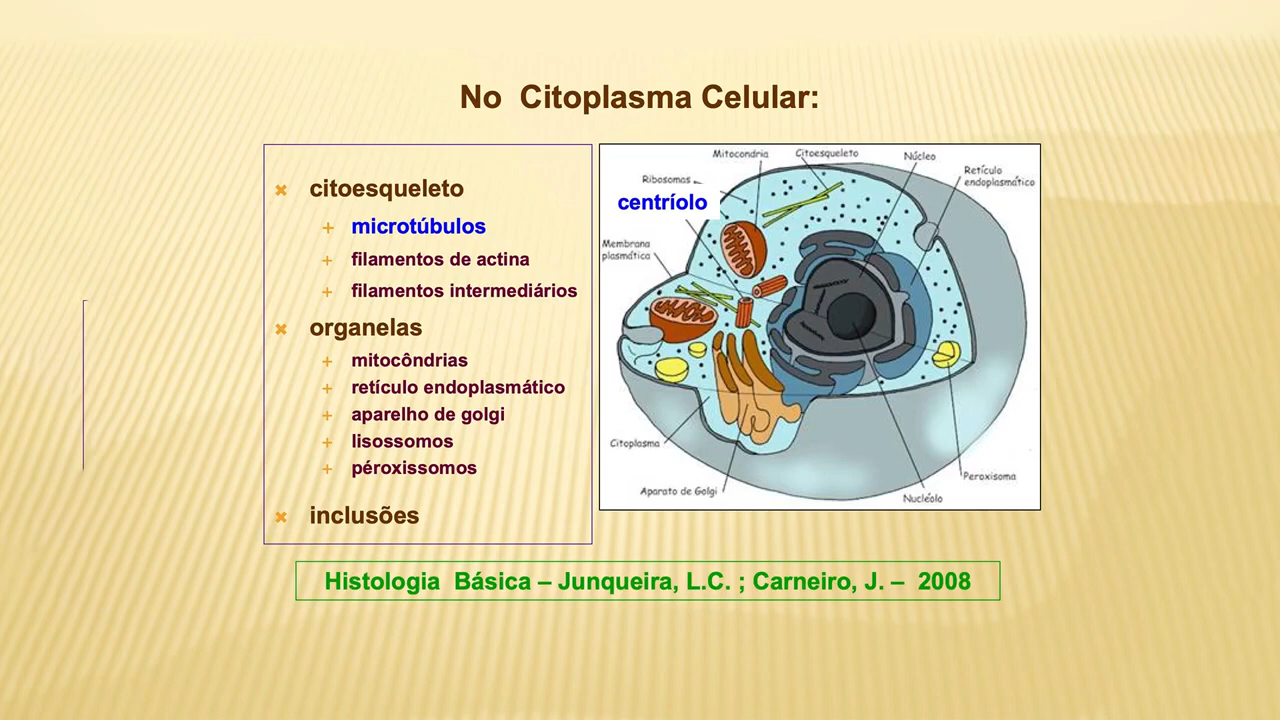 No Citoplasma Celular:
citoesqueleto
microtúbulos
filamentos de actina
filamentos intermediários
organelas
mitocôndrias
retículo endoplasmático
aparelho de golgi
lisossomos
péroxissomos
inclusões
Mitocondria
Citoesqueleto
Núcleo
Ribosomas
Retículo
endoplasmático
centríolo
Membrana
plasmática
Citoplasma
Aparato de Golgi
Nucléolo
Peroxisoma
Histologia Básica – Junqueira, L.C. ; Carneiro, J. – 2008